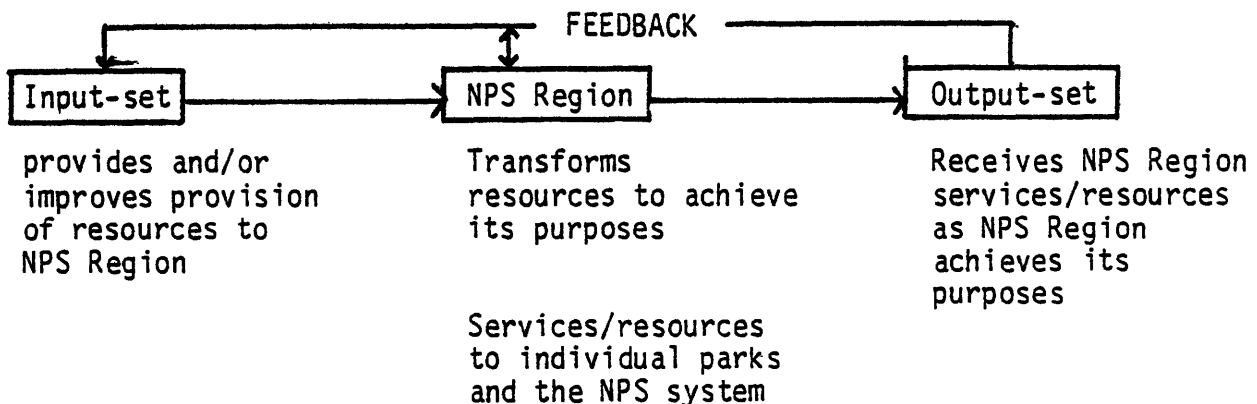 FEEDBACK
Input-set
NPS Region
Output-set
provides and/or
improves provision
of resources to
NPS Region
Transforms
resources to achieve
its purposes
Services/resources
to individual parks
and the NPS system
Receives NPS Region
services/resources
as NPS Region
achieves its
purposes